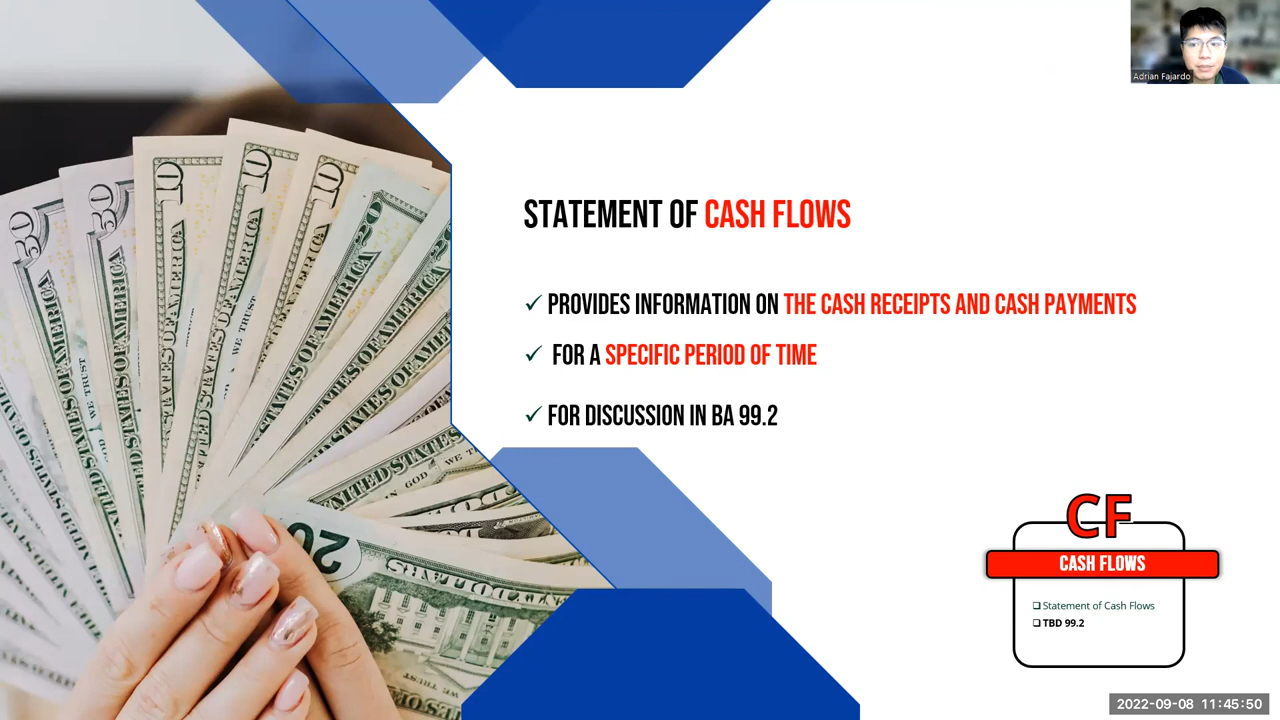 Adrian Fajardo
STATEMENT OF CASH FLOWS
PROVIDES INFORMATION ON THE CASH RECEIPTS AND CASH PAYMENTS
FOR A SPECIFIC PERIOD OF TIME
FOR DISCUSSION IN BA 99.2
CF
CASH FLOWS
Statement of Cash Flows
TBD 99.2
2022-09-08 11:45:50